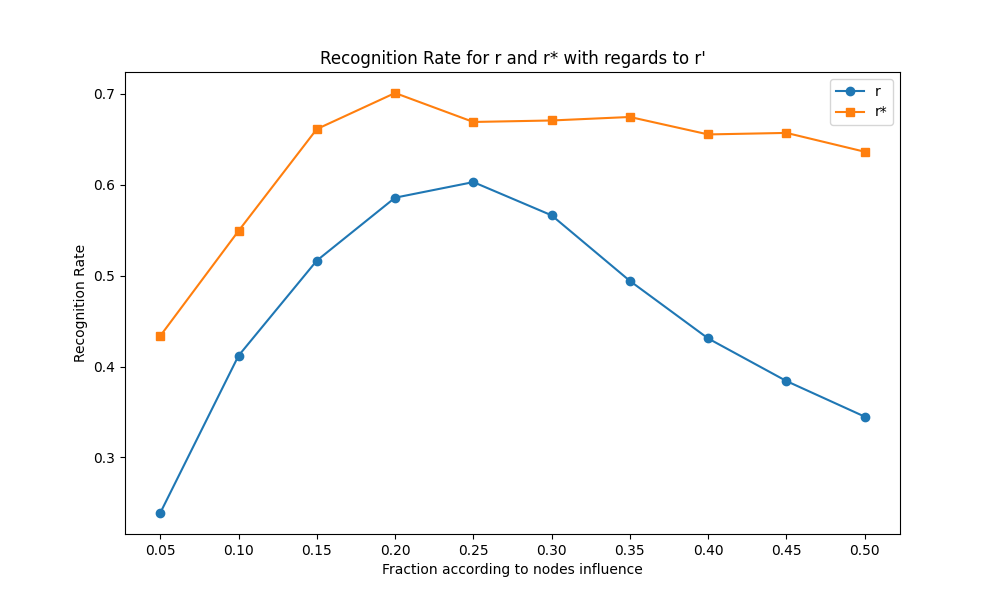 Recognition Rate for r and r* with regards to r'
r
r*
Recognition Rate
0.7
0.6
0.5
0.4
0.3
0.05 0.10 0.15 0.20 0.25 0.30 0.35 0.40 0.45 0.50
Fraction according to nodes influence